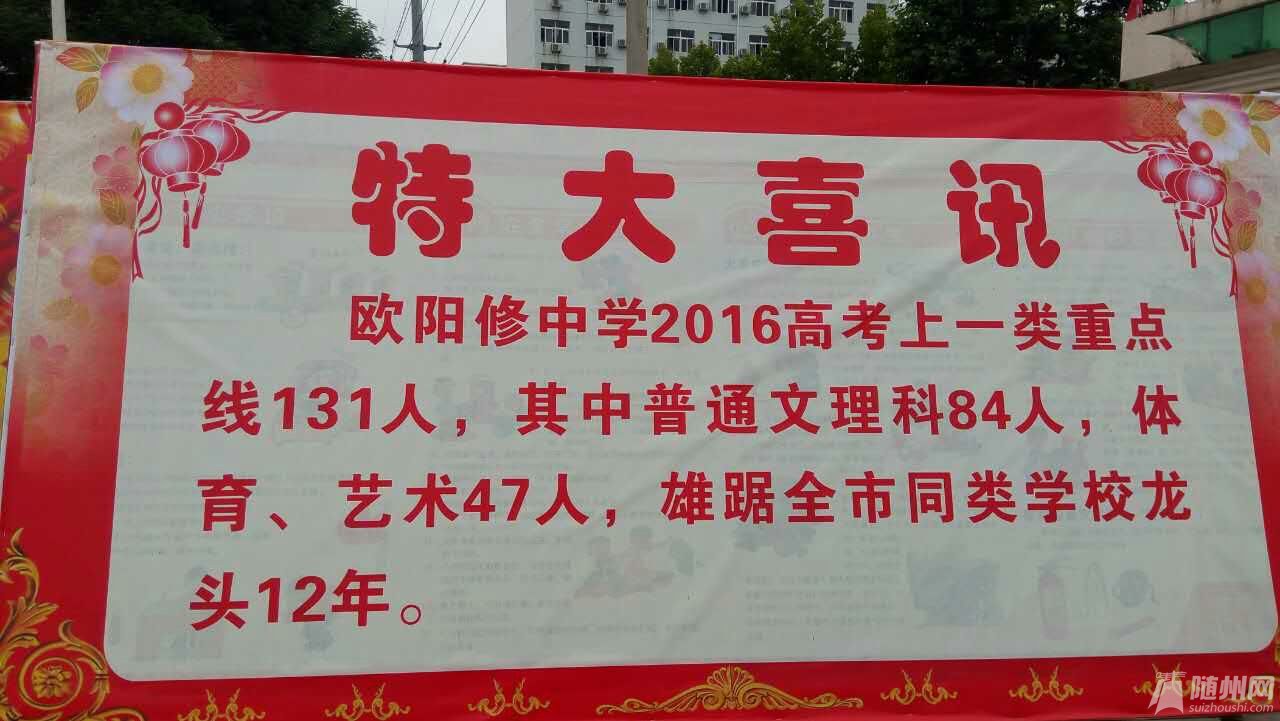 特大喜讯
欧阳修中学2016高考上一类重点
线131人，其中普通文理科84人，体
育、艺术47人，雄踞全市同类学校龙
头12年。
随州网
suizhoushi.com